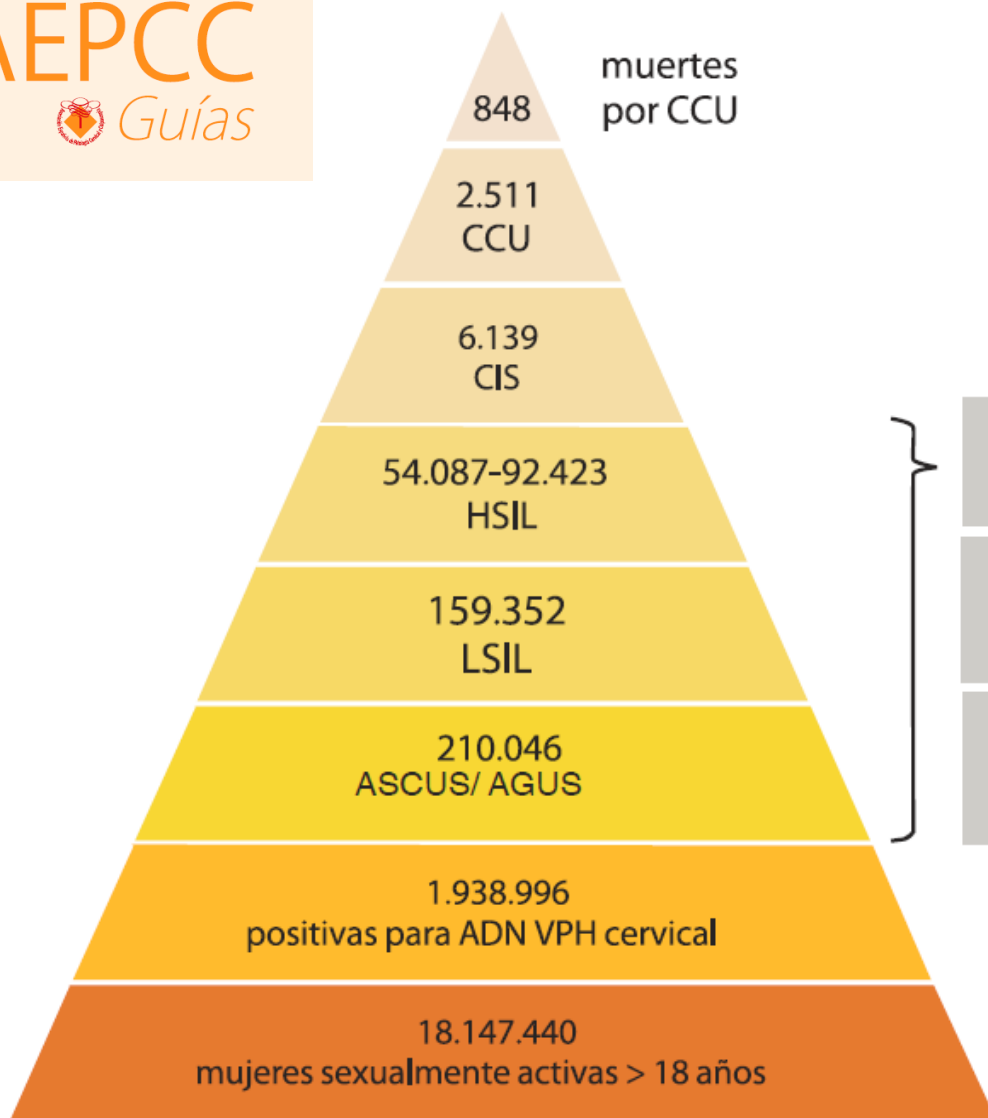 AEPCC
Guías
848
muertes
por CCU
2.511
CCU
6.139
CIS
54.087-92.423
HSIL
159.352
LSIL
210.046
ASCUS/ AGUS
1.938.996
positivas para ADN VPH cervical
18.147.440
mujeres sexualmente activas > 18 años